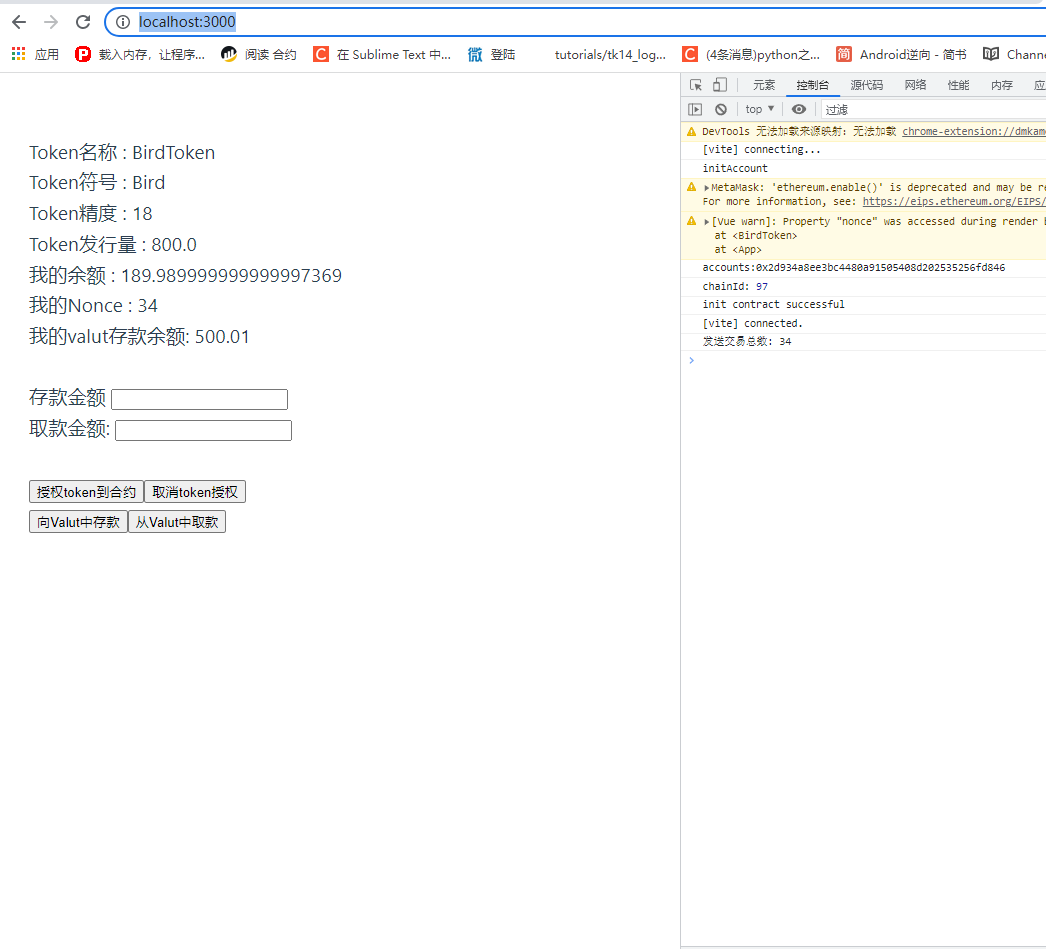 localhost:3000
应用 载入内存，让程序... 阅读 合约 在 Sublime Text 中... 登陆 tutorials/tk14_log... (4条消息)python之... Android逆向 - 简书 Channe
元素 控制台 源代码 网络 性能 内存 应
top 过滤
DevTools 无法加载来源映射：无法加载 chrome-extension://dmkam
[vite] connecting...
initAccount
MetaMask: 'ethereum.enable()' is deprecated and may be re
For more information, see: https://eips.ethereum.org/EIPS/
[Vue warn]: Property "nonce" was accessed during render b
at <BirdToken>
at <App>
accounts:0x2d934a8ee3bc4480a91505408d202535256fd846
chainId: 97
init contract successful
[vite] connected.
发送交易总数: 34
Token名称 : BirdToken
Token符号 : Bird
Token精度 : 18
Token发行量 : 800.0
我的余额 : 189.989999999999997369
我的Nonce : 34
我的valut存款余额: 500.01
存款金额
取款金额:
授权token到合约 取消token授权
向Valut中存款 从Valut中取款